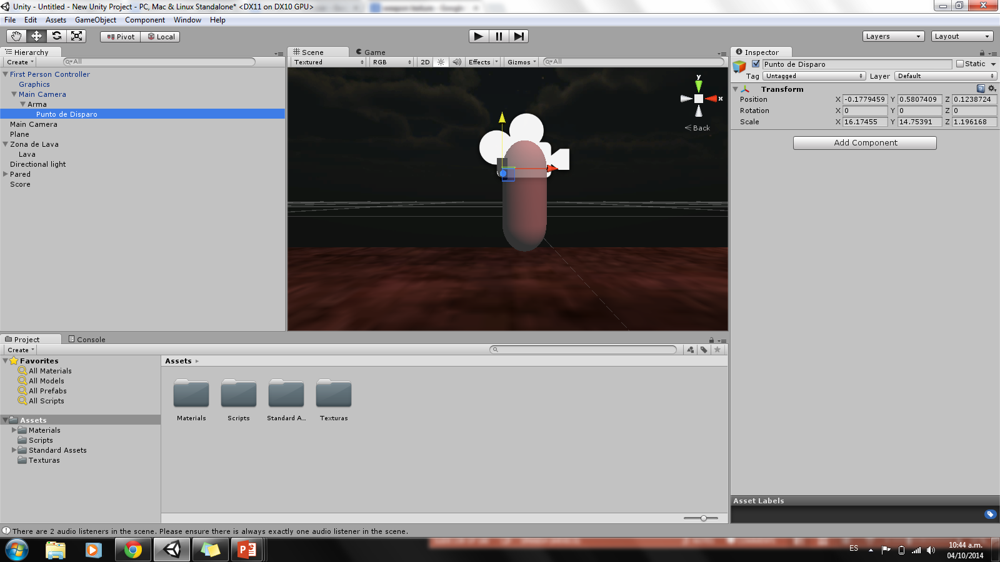 Unity - Untitled - New Unity Project - PC, Mac & Linux Standalone* <DX11 on DX10 GPU>
File Edit Assets GameObject Component Window Help
Pivot Local Layers Layout
Hierarchy
Create All
First Person Controller
Graphics
Main Camera
Arma
Punto de Disparo
Main Camera
Plane
Zona de Lava
Lava
Directional light
Pared
Score
Scene Game
Textured RGB 2D Effects Gizmos All
y
x
< Back
Inspector
Punto de Disparo Static
Tag Untagged Layer Default
Transform
Position X -0.1779459 Y 0.5807409 Z 0.1238724
Rotation X 0 Y 0 Z 0
Scale X 16.17455 Y 14.75391 Z 1.196168
Add Component
Project Console
Create
Favorites
All Materials
All Models
All Prefabs
All Scripts
Assets
Materials
Scripts
Standard Assets
Texturas
Assets
Materials Scripts Standard A... Texturas
Asset Labels
There are 2 audio listeners in the scene. Please ensure there is always exactly one audio listener in the scene.
ES
10:44 a.m.
04/10/2014